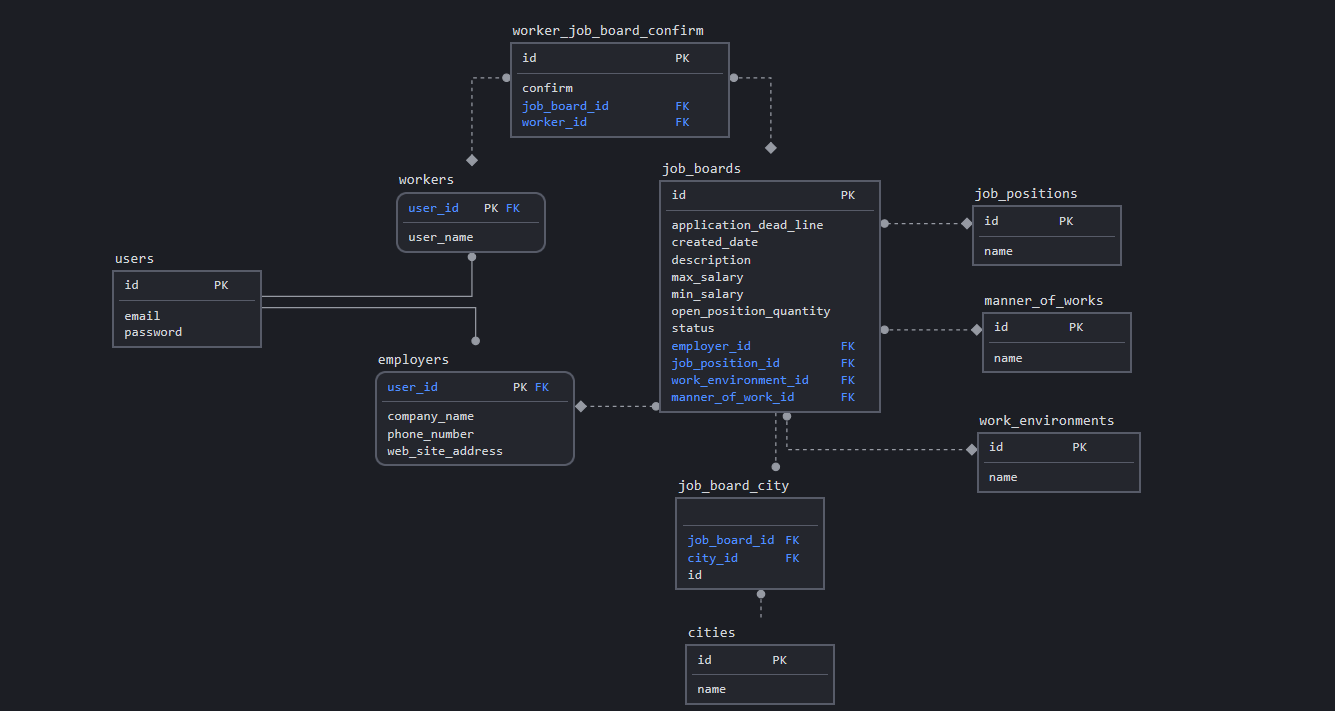 worker_job_board_confirm
id PK
confirm
job_board_id FK
worker_id FK
workers
user_id PK FK
user_name
users
id PK
email
password
employers
user_id PK FK
company_name
phone_number
web_site_address
job_boards
id PK
application_dead_line
created_date
description
max_salary
min_salary
open_position_quantity
status
employer_id FK
job_position_id FK
work_environment_id FK
manner_of_work_id FK
job_positions
id PK
name
manner_of_works
id PK
name
work_environments
id PK
name
job_board_city
job_board_id FK
city_id FK
id
cities
id PK
name